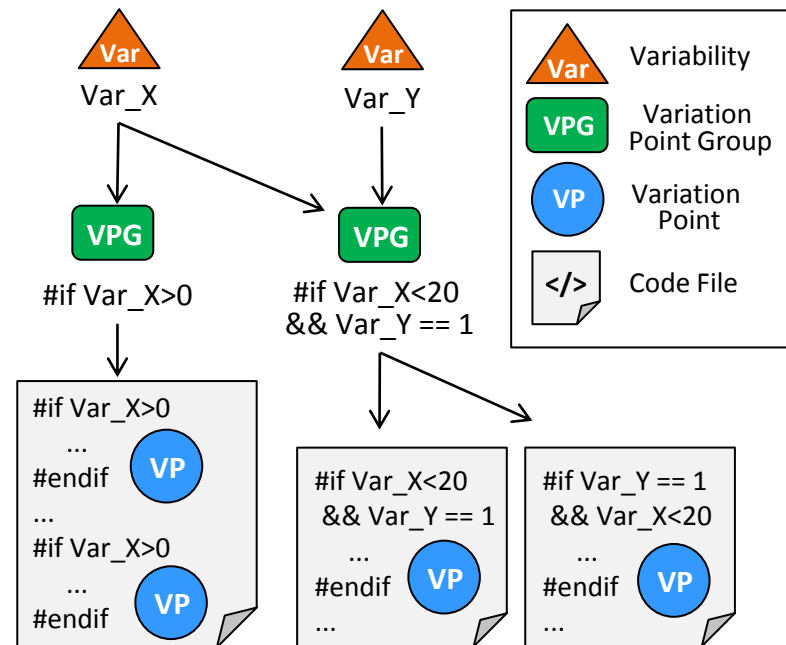 Var
Var_X
Var
Var_Y
VPG
#if Var_X>0
VPG
#if Var_X<20
&& Var_Y == 1
#if Var_X>0
...
#endif
VP
...
#if Var_X>0
...
#endif
VP
#if Var_X<20
&& Var_Y == 1
...
#endif
VP
...
#if Var_Y == 1
&& Var_X<20
...
#endif
VP
...
Var
Variability
VPG
Variation
Point Group
VP
Variation
Point
</>
Code File